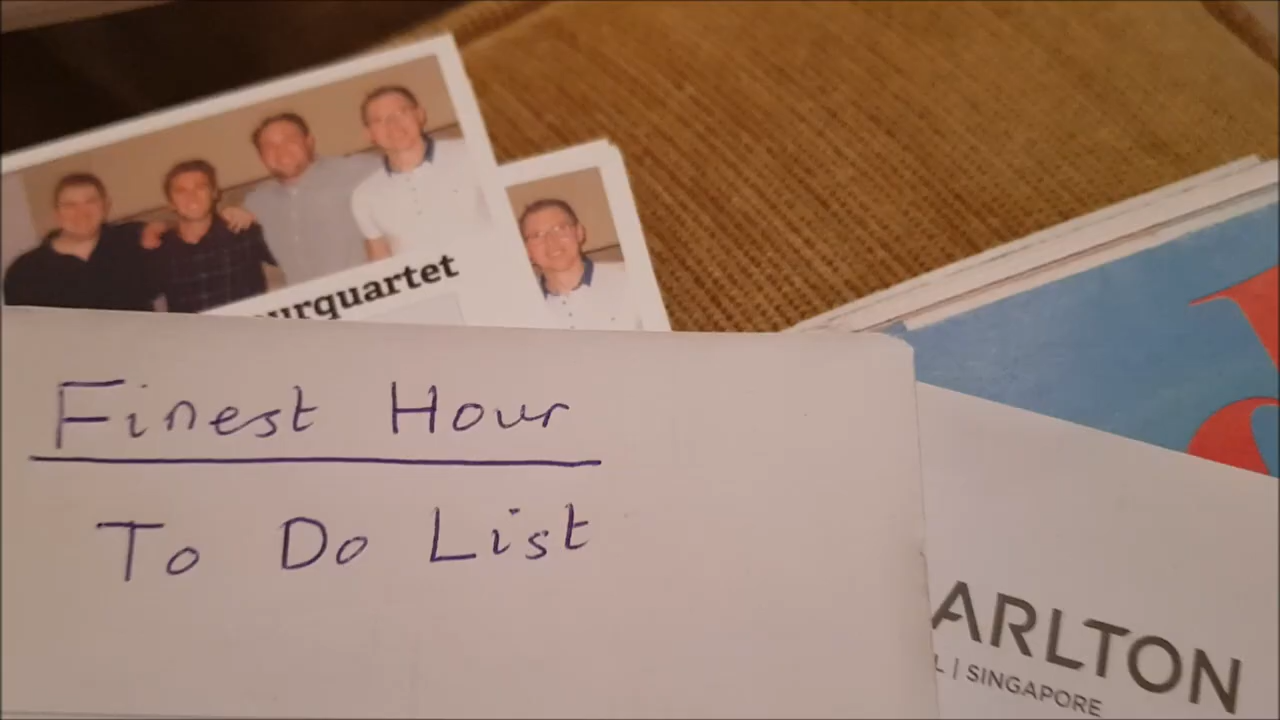 urquartet
Finest Hour
To Do List
ARLTON
L | SINGAPORE